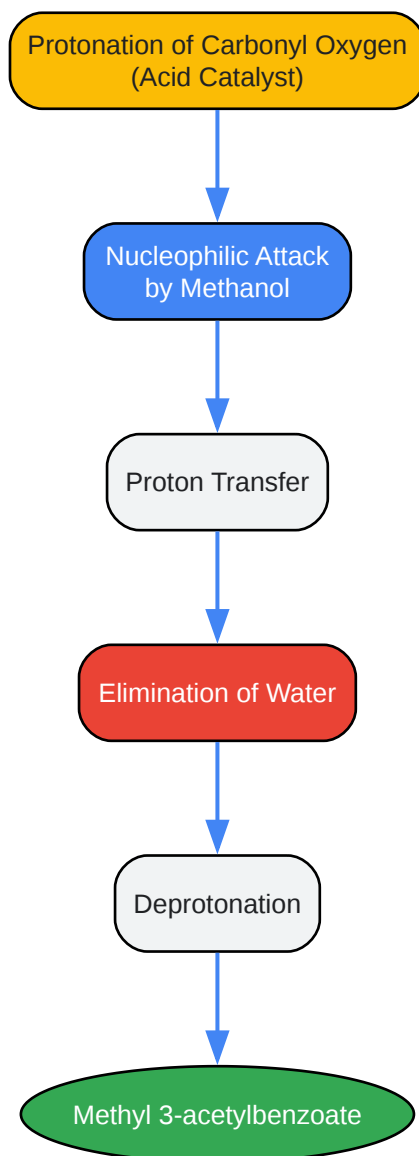 Protonation of Carbonyl Oxygen
(Acid Catalyst)
Nucleophilic Attack
by Methanol
Proton Transfer
Elimination of Water
Deprotonation
Methyl 3-acetylbenzoate